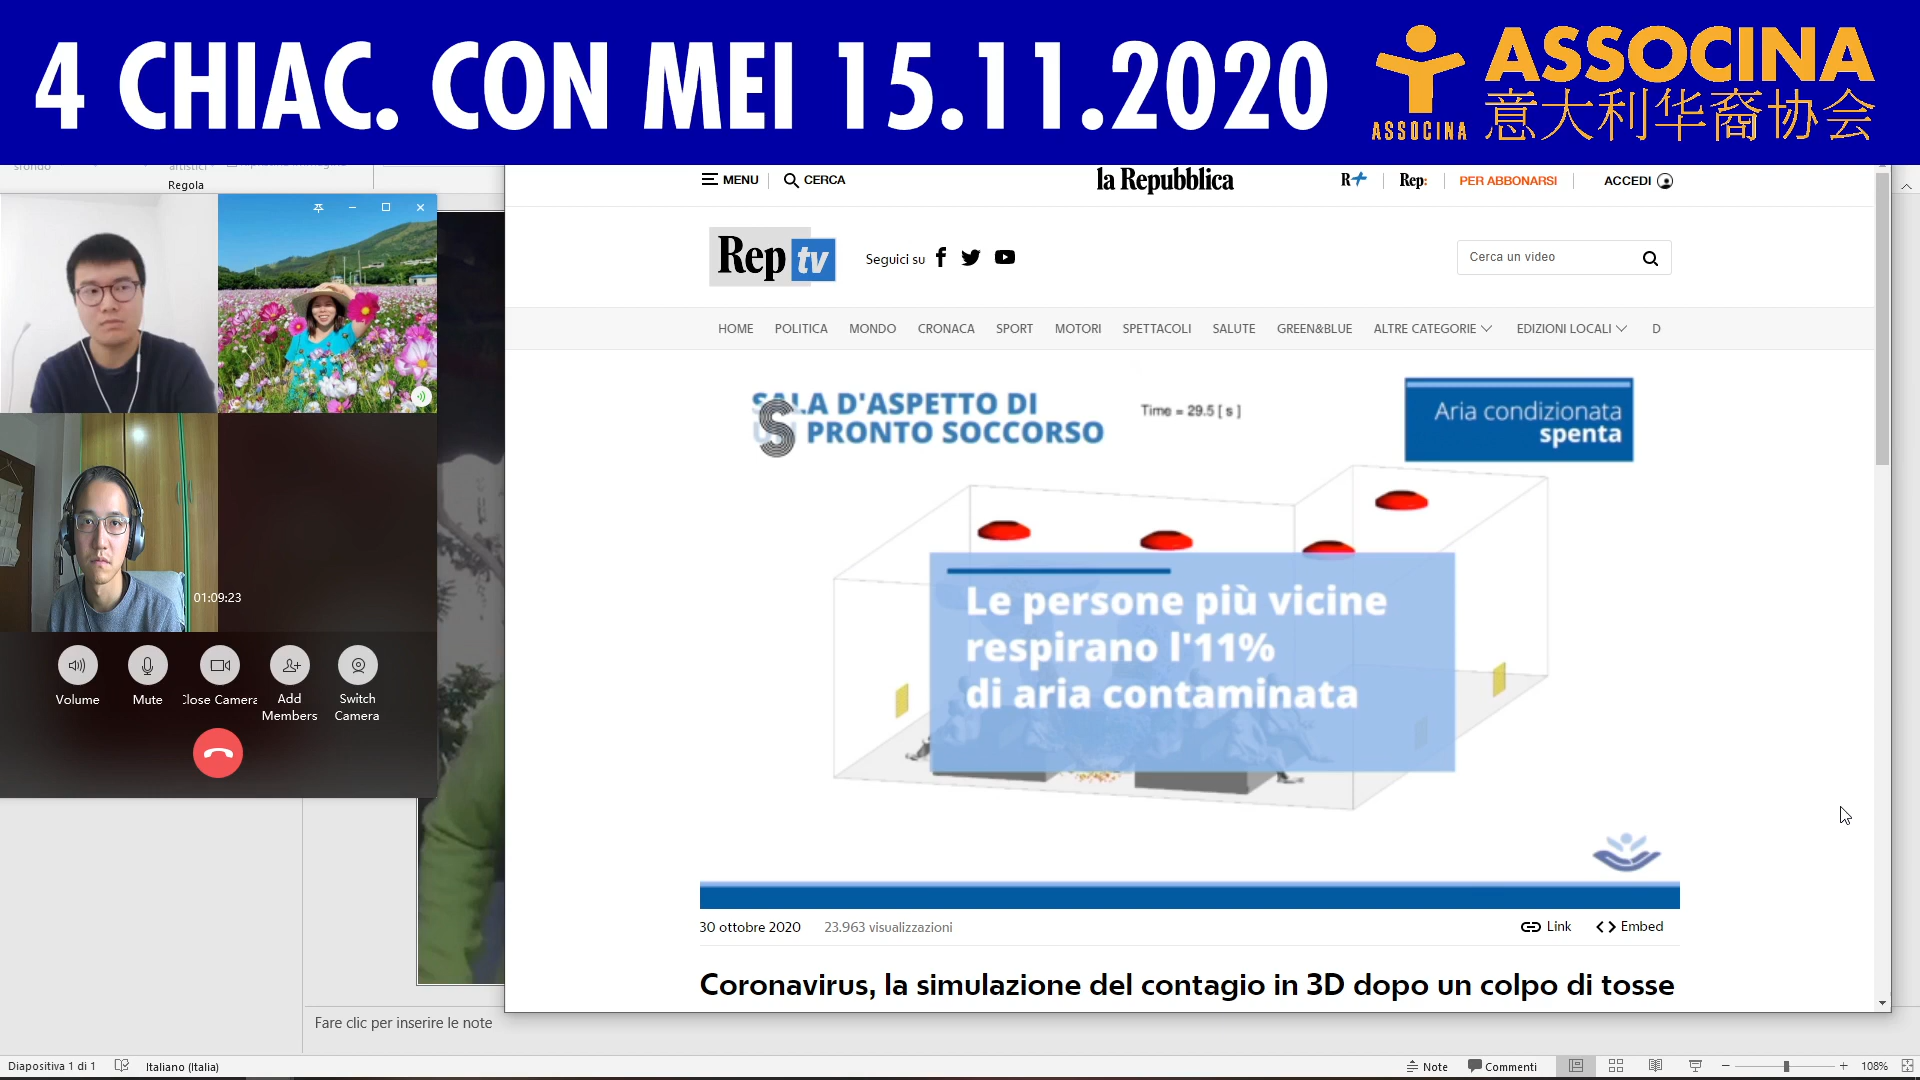 4 CHIAC. CON MEI 15.11.2020
ASSOCINA
ASSOCINA
意大利华裔协会
Regola
MENU
CERCA
la Repubblica
R+
Rep:
PER ABBONARSI
ACCEDI
Rep tv
Seguici su
Cerca un video
HOME POLITICA MONDO CRONACA SPORT MOTORI SPETTACOLI SALUTE GREEN&BLUE ALTRE CATEGORIE EDIZIONI LOCALI D
SALA D'ASPETTO DI
UN PRONTO SOCCORSO
Time = 29.5 [ s ]
Aria condizionata
spenta
Le persone più vicine
respirano l'11%
di aria contaminata
01:09:23
Volume
Mute
Close Camera
Add
Members
Switch
Camera
30 ottobre 2020
23.963 visualizzazioni
Link
Embed
Coronavirus, la simulazione del contagio in 3D dopo un colpo di tosse
Fare clic per inserire le note
Diapositiva 1 di 1
Italiano (Italia)
Note
Commenti
108%